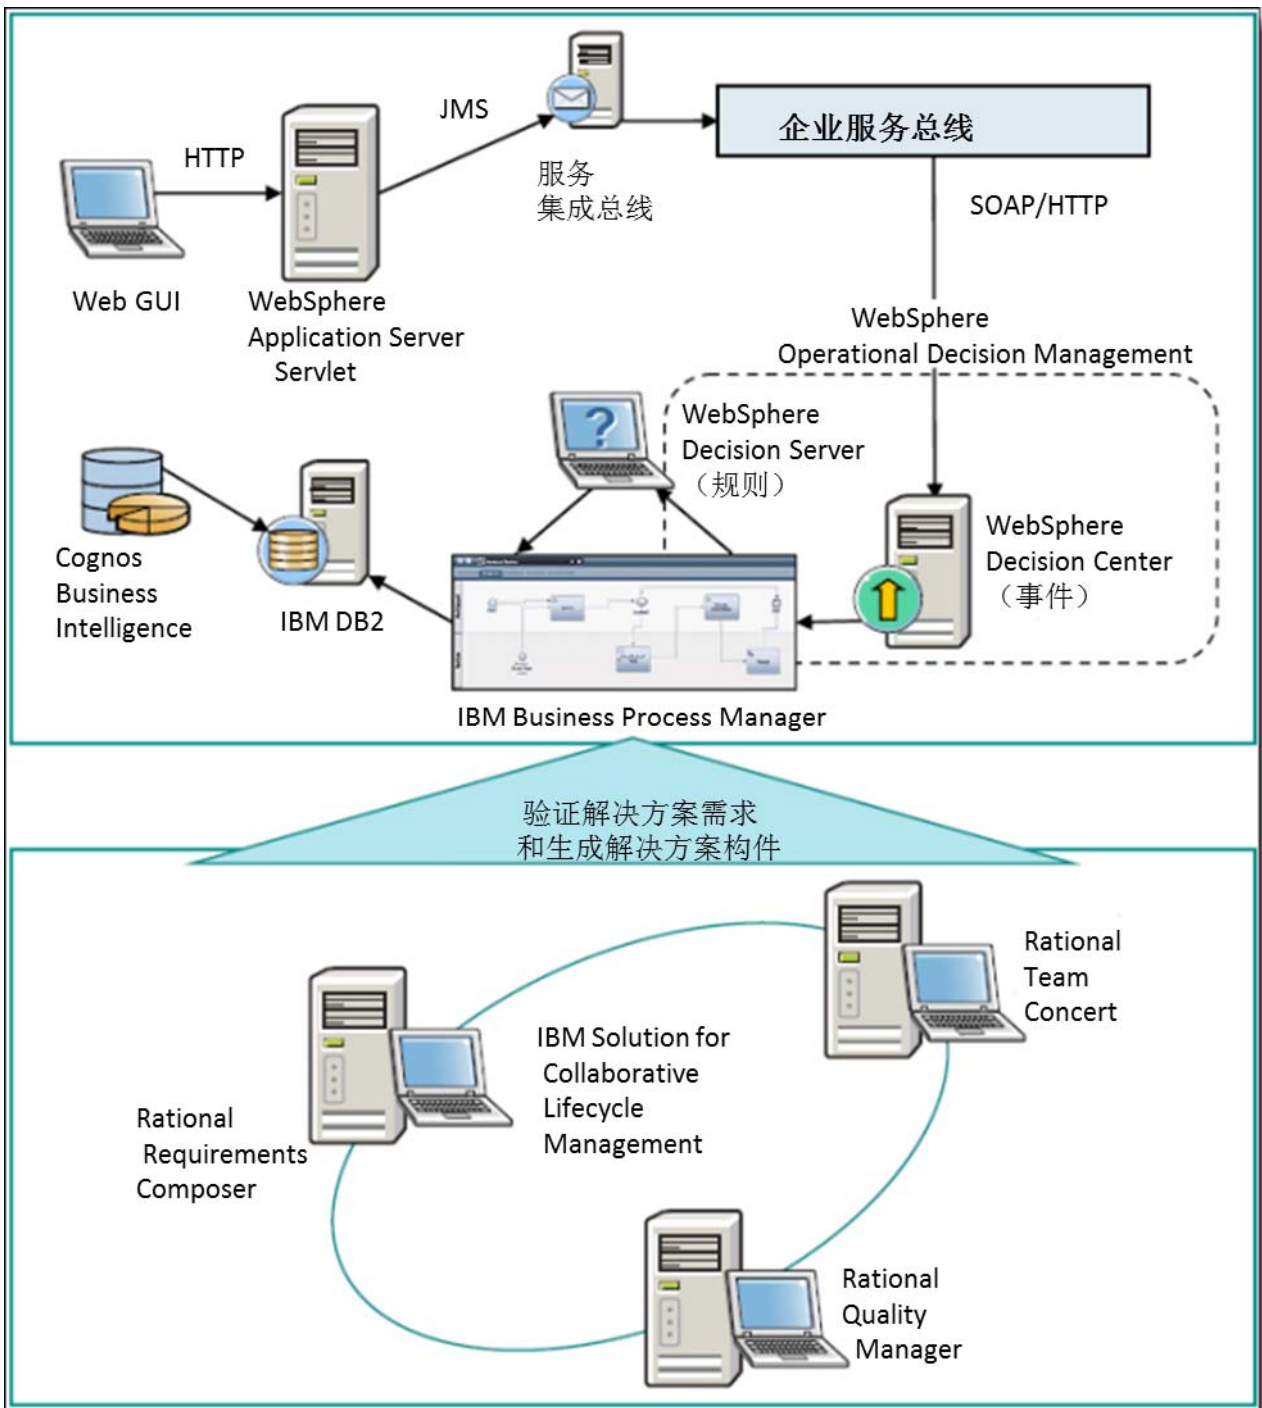 JMS
企业服务总线
HTTP
服务
集成总线
SOAP/HTTP
Web GUI
WebSphere
Application Server
Servlet
WebSphere
Operational Decision Management
WebSphere
Decision Server
（规则）
WebSphere
Decision Center
（事件）
Cognos
Business
Intelligence
IBM DB2
IBM Business Process Manager
验证解决方案需求
和生成解决方案构件
Rational
Team
Concert
IBM Solution for
Collaborative
Lifecycle
Management
Rational
Requirements
Composer
Rational
Quality
Manager